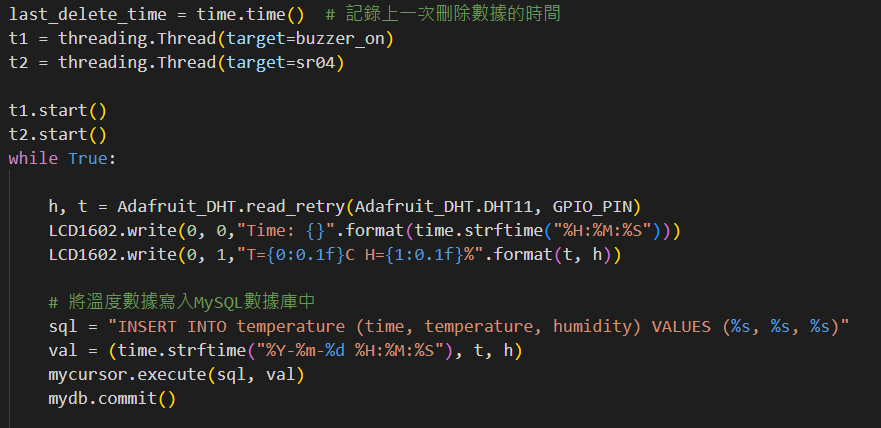 last_delete_time = time.time()  # 記錄上一次刪除數據的時間
t1 = threading.Thread(target=buzzer_on)
t2 = threading.Thread(target=sr04)

t1.start()
t2.start()
while True:

    h, t = Adafruit_DHT.read_retry(Adafruit_DHT.DHT11, GPIO_PIN)
    LCD1602.write(0, 0,"Time: {}".format(time.strftime("%H:%M:%S")))
    LCD1602.write(0, 1,"T={0:0.1f}C H={1:0.1f}%".format(t, h))

    # 將溫度數據寫入MySQL數據庫中
    sql = "INSERT INTO temperature (time, temperature, humidity) VALUES (%s, %s, %s)"
    val = (time.strftime("%Y-%m-%d %H:%M:%S"), t, h)
    mycursor.execute(sql, val)
    mydb.commit()